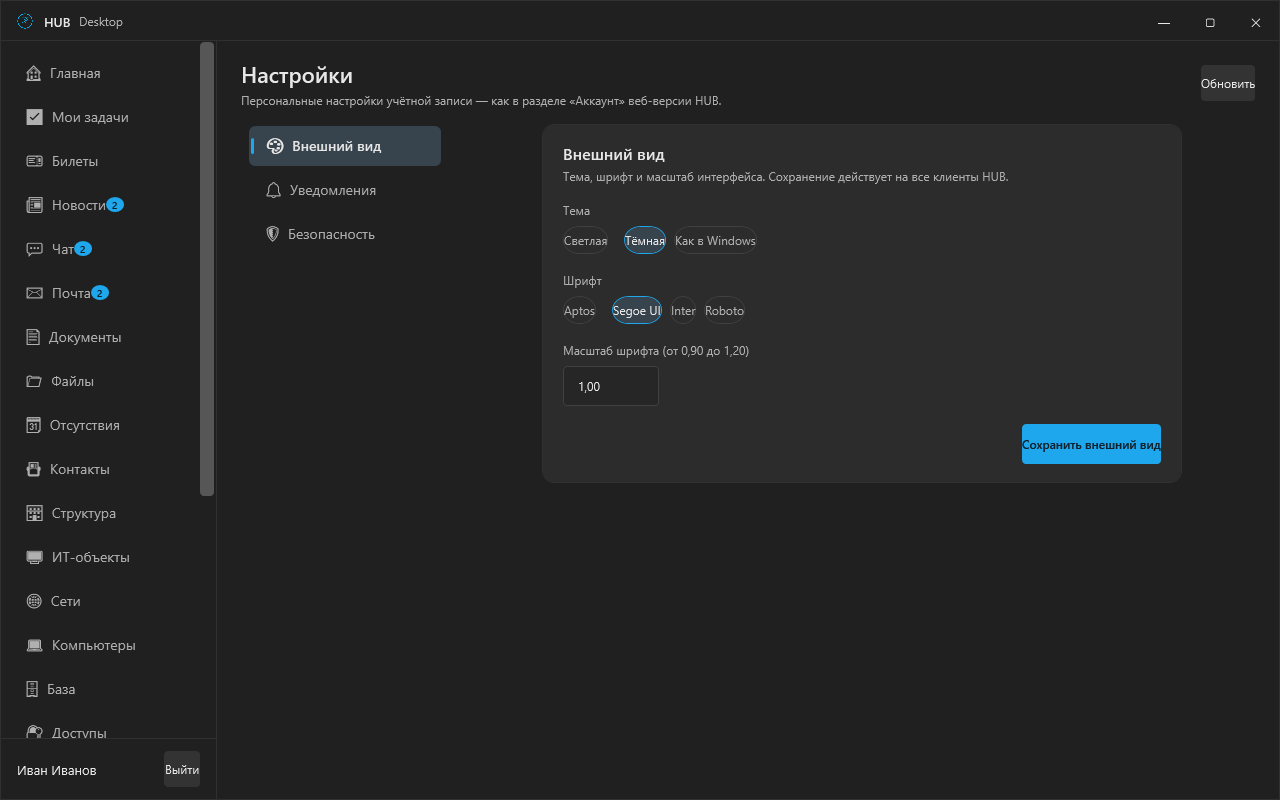 HUB Desktop
Главная
Мои задачи
Билеты
Новости 2
Чат 2
Почта 2
Документы
Файлы
31 Отсутствия
Контакты
Структура
ИТ-объекты
Сети
Компьютеры
База
Доступы
Иван Иванов
Выйти
Настройки
Персональные настройки учётной записи — как в разделе «Аккаунт» веб-версии HUB.
Обновить
Внешний вид
Уведомления
Безопасность
Внешний вид
Тема, шрифт и масштаб интерфейса. Сохранение действует на все клиенты HUB.
Тема
Светлая Тёмная Как в Windows
Шрифт
Aptos Segoe UI Inter Roboto
Масштаб шрифта (от 0,90 до 1,20)
1,00
Сохранить внешний вид